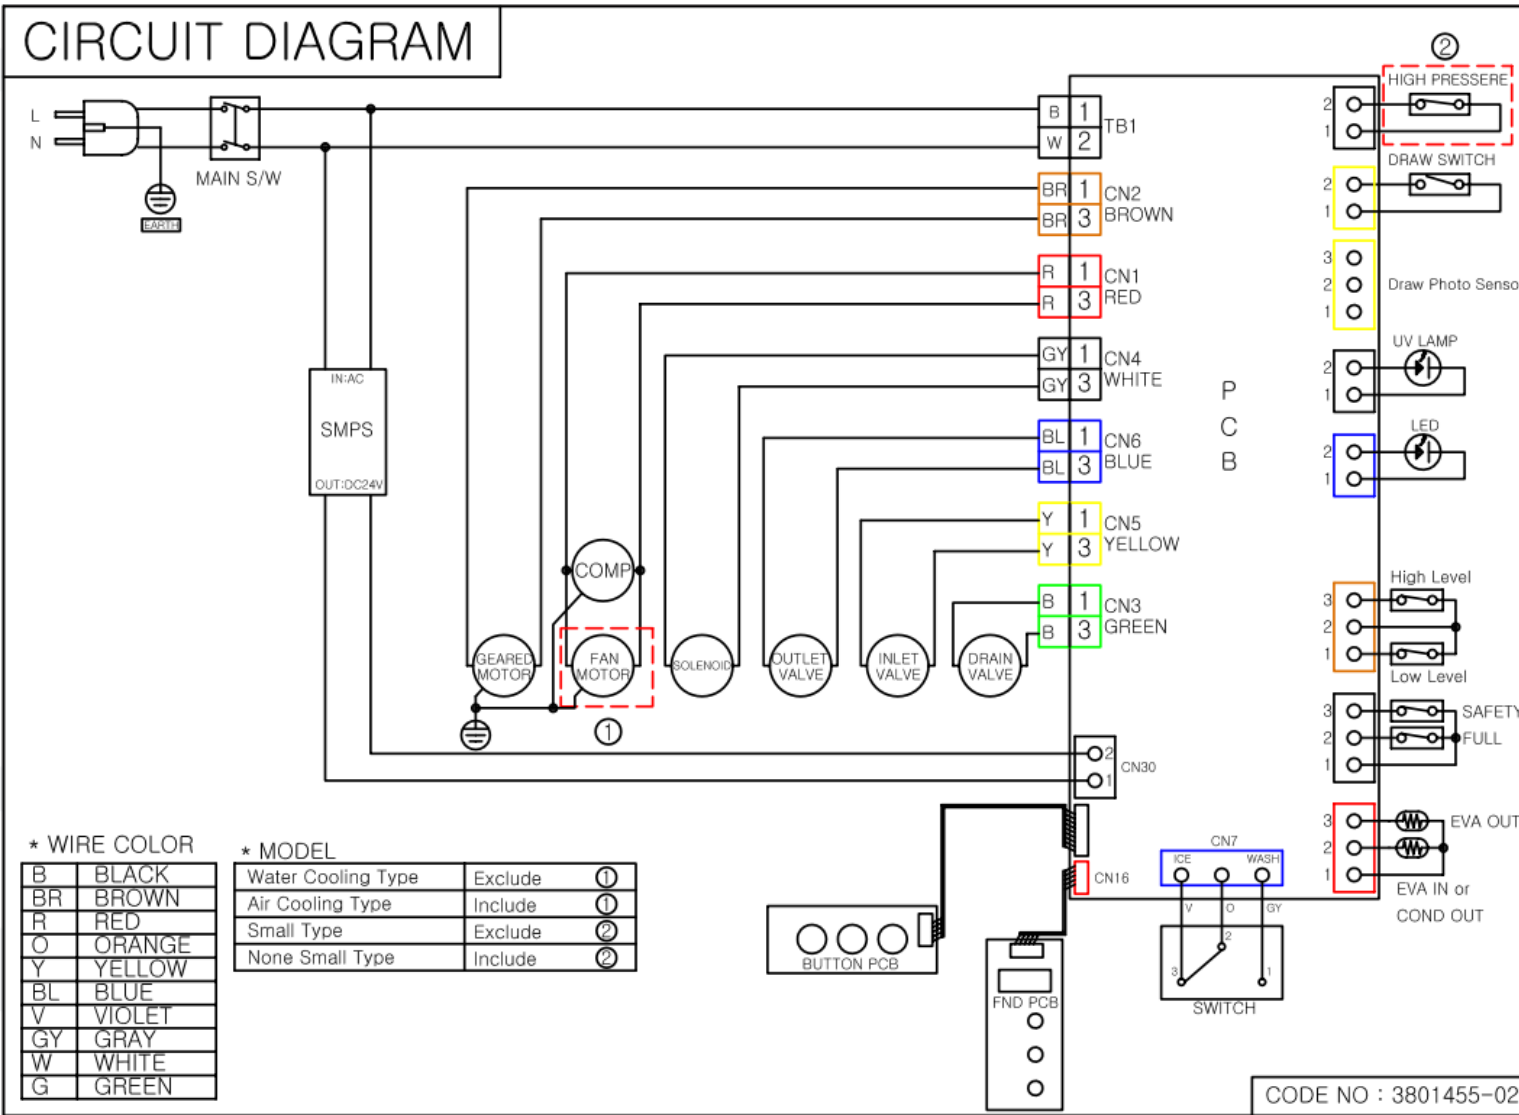 CIRCUIT DIAGRAM
L
N
MAIN S/W
EARTH
IN:AC
SMPS
OUT:DC24V
B 1
W 2
TB1
BR 1
BR 3
CN2
BROWN
R 1
R 3
CN1
RED
GY 1
GY 3
CN4
WHITE
BL 1
BL 3
CN6
BLUE
Y 1
Y 3
CN5
YELLOW
B 1
B 3
CN3
GREEN
P
C
B
COMP
GEARED
MOTOR
FAN
MOTOR
SOLENOID
OUTLET
VALVE
INLET
VALVE
DRAIN
VALVE
①
2
1
CN30
②
HIGH PRESSERE
2
1
DRAW SWITCH
2
1
3
2
1
Draw Photo Senso
UV LAMP
2
1
LED
2
1
High Level
3
2
1
Low Level
3
2
1
SAFETY
FULL
3
2
1
EVA OUT
EVA IN or
COND OUT
CN16
CN7
ICE WASH
V O GY
2
3 1
SWITCH
BUTTON PCB
FND PCB
* WIRE COLOR
B BLACK
BR BROWN
R RED
O ORANGE
Y YELLOW
BL BLUE
V VIOLET
GY GRAY
W WHITE
G GREEN
* MODEL
Water Cooling Type Exclude ①
Air Cooling Type Include ①
Small Type Exclude ②
None Small Type Include ②
CODE NO : 3801455-02